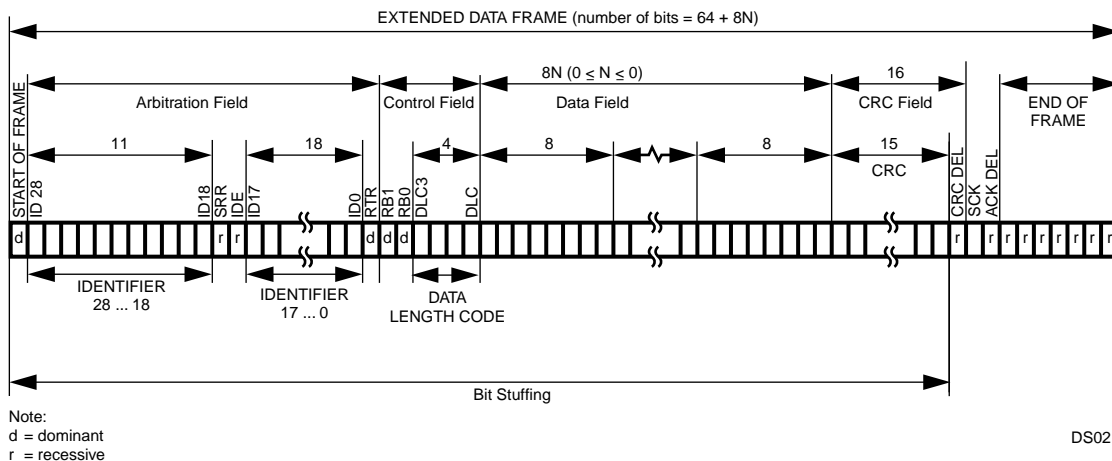 EXTENDED DATA FRAME (number of bits = 64 + 8N)
8N (0 ≤ N ≤ 0)
16
Arbitration Field
Control Field
Data Field
CRC Field
END OF
FRAME
11
18
4
8
8
15
CRC
START OF FRAME
ID 28
ID18
SRR
IDE
ID17
ID0
RTR
RB1
RB0
DLC3
DLC
CRC DEL
SCK
ACK DEL
d r r d d d r r r r r r r r r
IDENTIFIER
28 ... 18
IDENTIFIER
17 ... 0
DATA
LENGTH CODE
Bit Stuffing
Note:
d = dominant
r = recessive
DS02